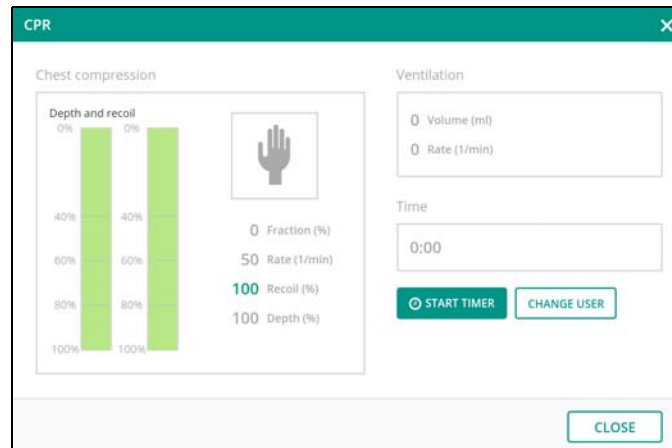 CPR
Chest compression
Depth and recoil
0% 0%
40% 40%
60% 60%
80% 80%
100% 100%
0 Fraction (%)
50 Rate (1/min)
100 Recoil (%)
100 Depth (%)
Ventilation
0 Volume (ml)
0 Rate (1/min)
Time
0:00
START TIMER CHANGE USER
CLOSE